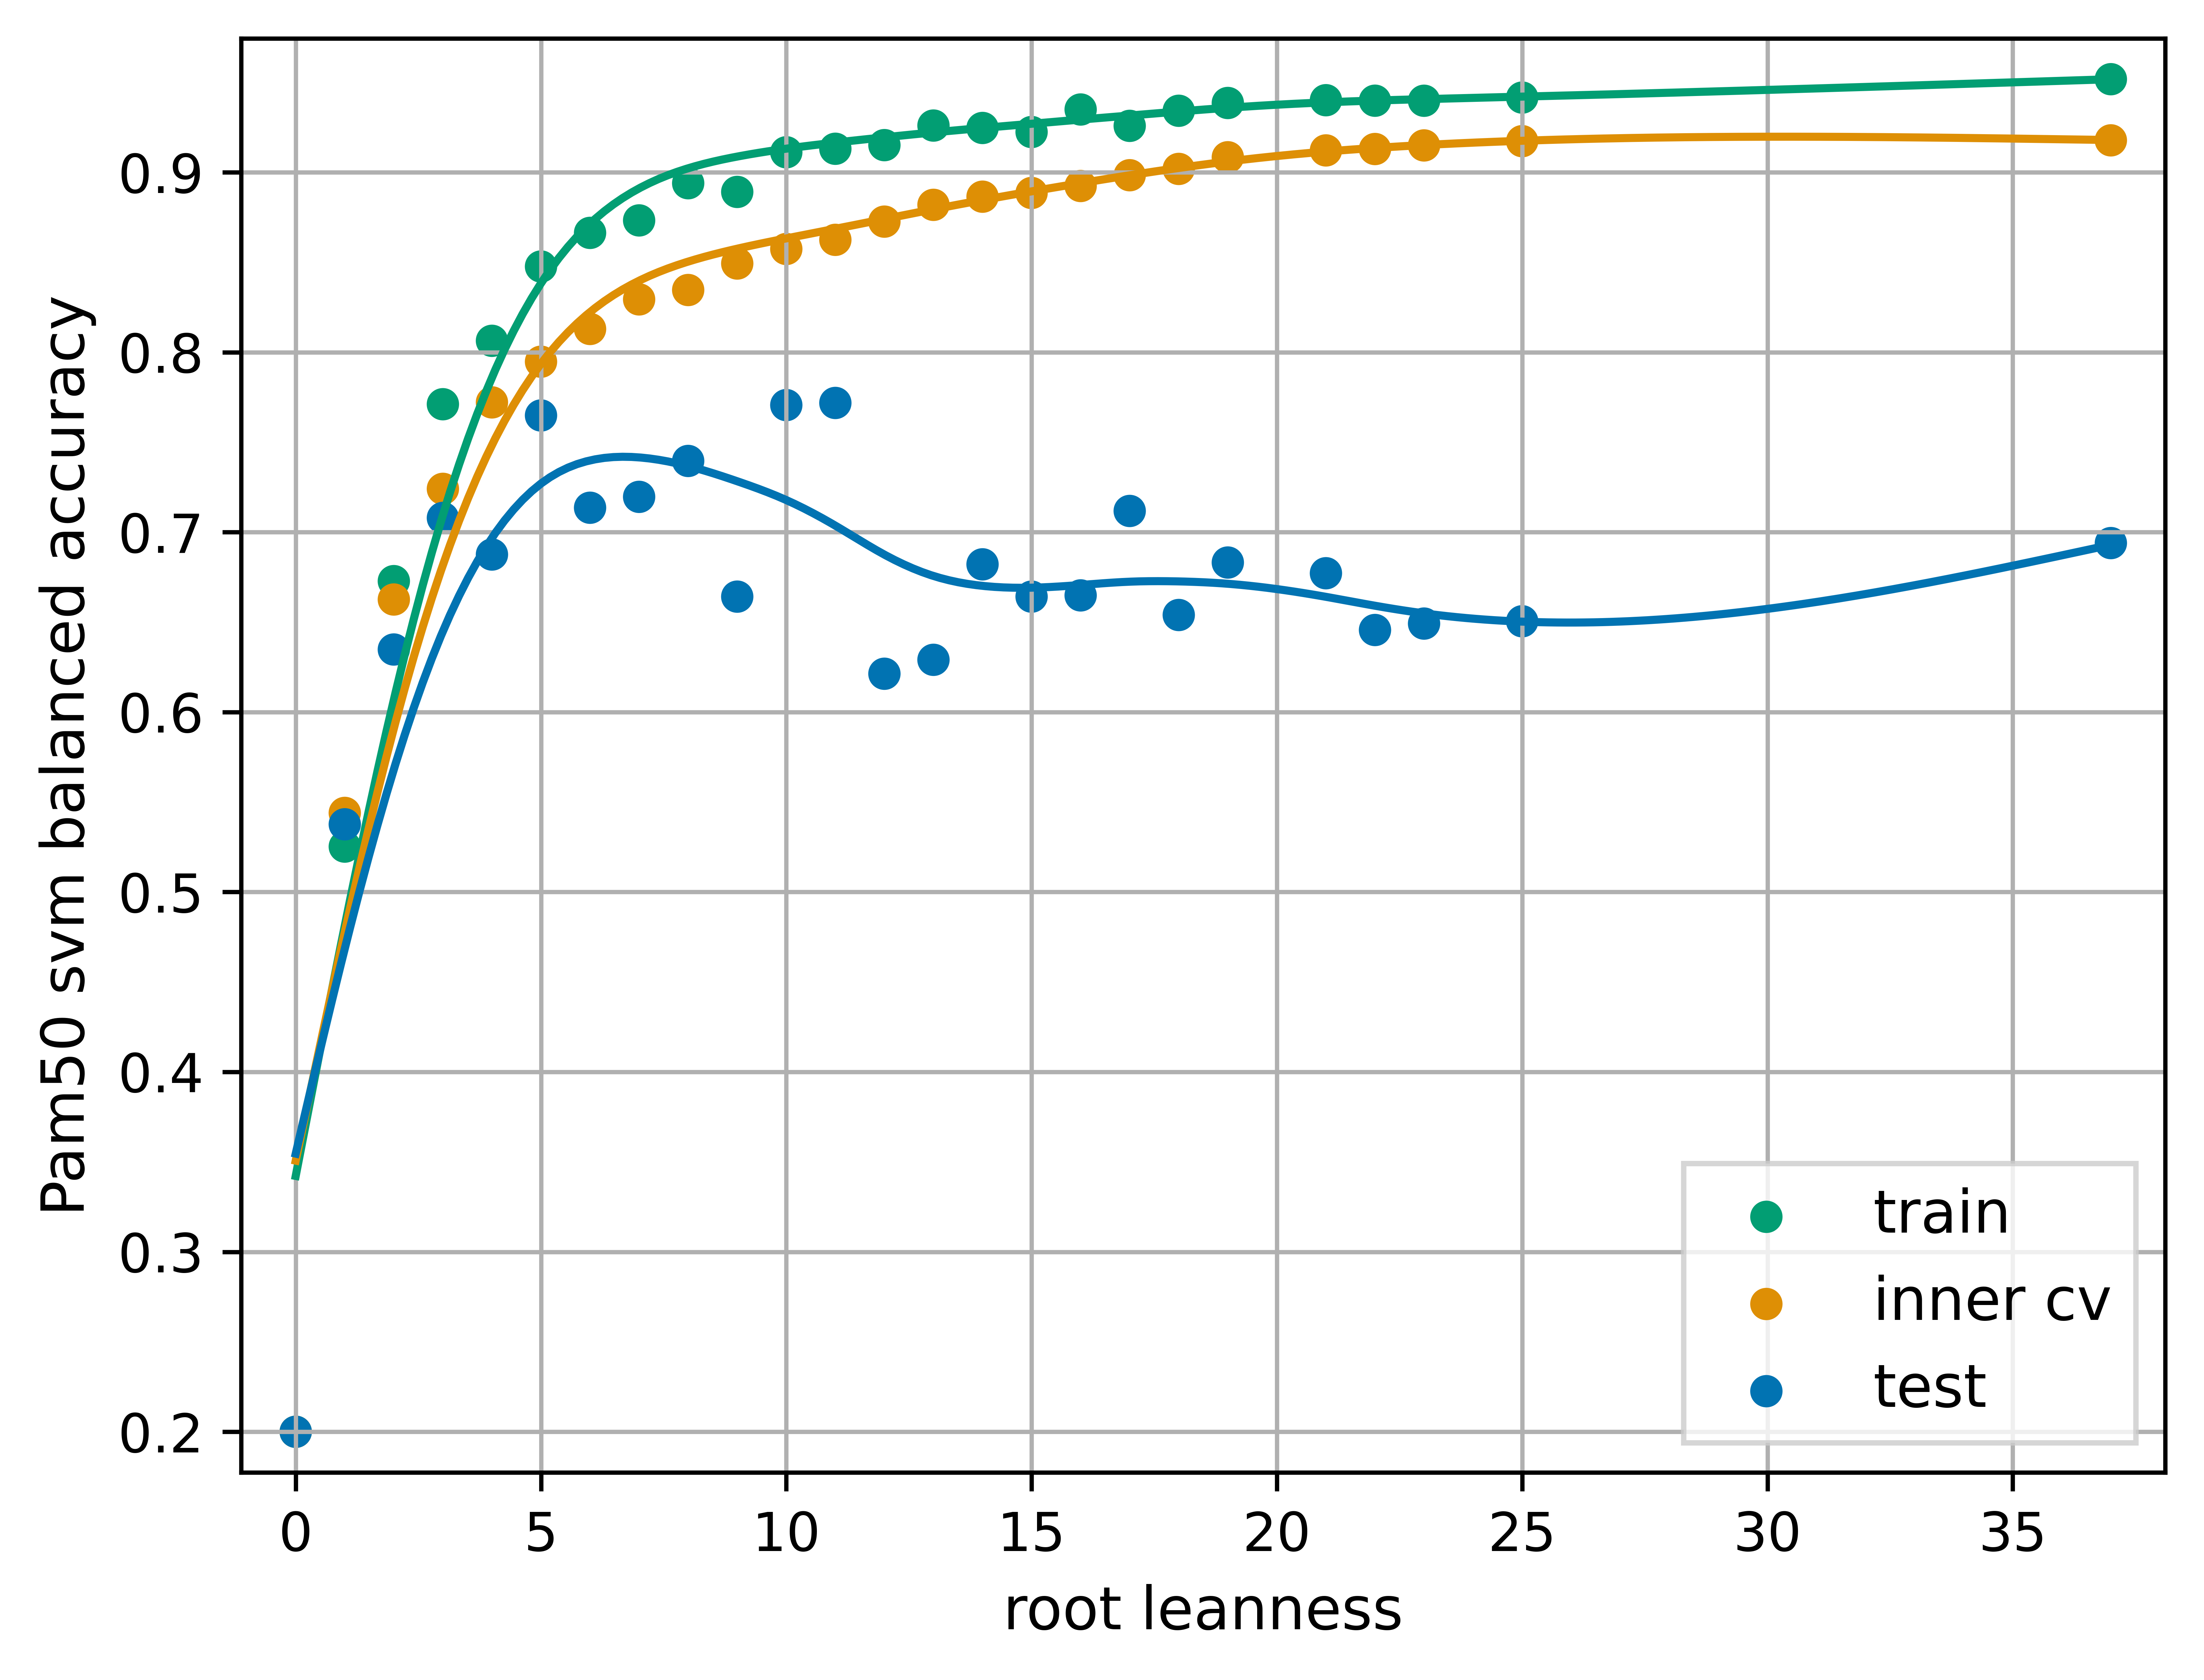 Pam50 svm balanced accuracy
0.9
0.8
0.7
0.6
0.5
0.4
0.3
0.2
0 5 10 15 20 25 30 35
root leanness
train
inner cv
test